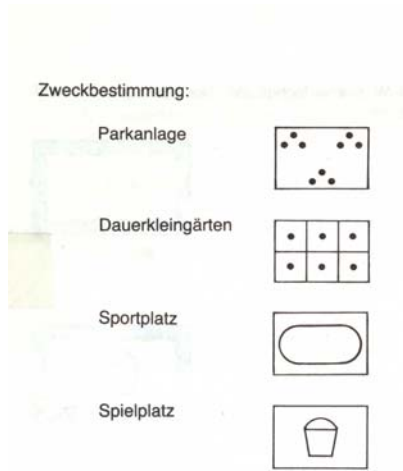 Zweckbestimmung:
Parkanlage
Dauerkleingärten
Sportplatz
Spielplatz